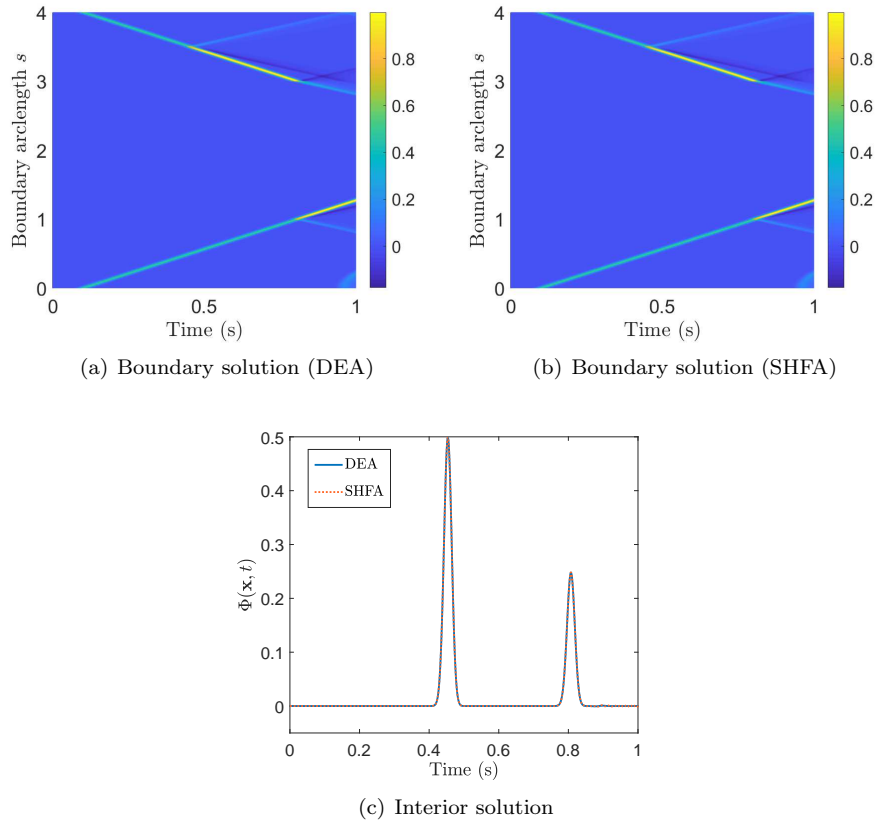 4
3
2
1
0
0
0.5
1
Boundary arclength s
Time (s)
0.8
0.6
0.4
0.2
0
(a) Boundary solution (DEA)
4
3
2
1
0
0
0.5
1
Boundary arclength s
Time (s)
0.8
0.6
0.4
0.2
0
(b) Boundary solution (SHFA)
0.5
0.4
0.3
0.2
0.1
0
Φ(x, t)
DEA
SHFA
0 0.2 0.4 0.6 0.8 1
Time (s)
(c) Interior solution